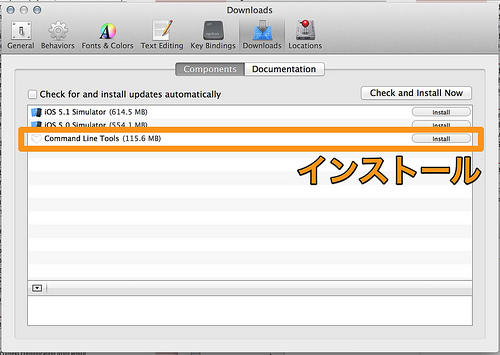 Downloads
General Behaviors Fonts & Colors Text Editing Key Bindings Downloads Locations
Components Documentation
Check for and install updates automatically Check and Install Now
iOS 5.1 Simulator (614.5 MB) Install
iOS 5.0 Simulator (554.1 MB) Install
Command Line Tools (115.6 MB) Install
インストール